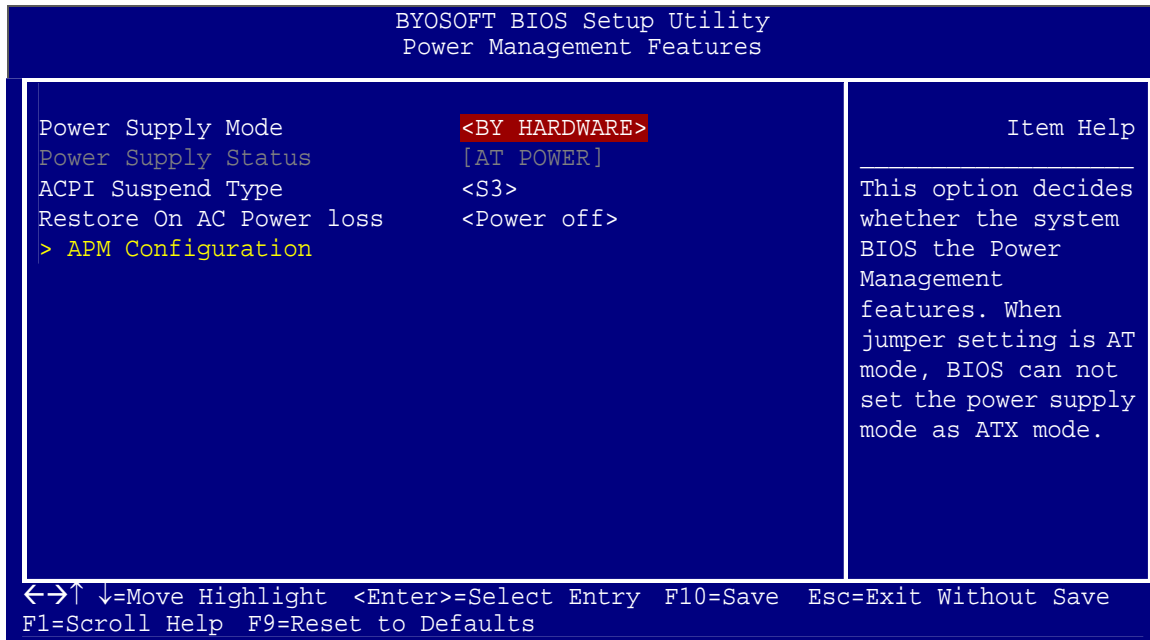 BYOSOFT BIOS Setup Utility
Power Management Features
Power Supply Mode <BY HARDWARE>
Power Supply Status [AT POWER]
ACPI Suspend Type <S3>
Restore On AC Power loss <Power off>
> APM Configuration
Item Help
This option decides
whether the system
BIOS the Power
Management
features. When
jumper setting is AT
mode, BIOS can not
set the power supply
mode as ATX mode.
←→↑ ↓=Move Highlight <Enter>=Select Entry F10=Save Esc=Exit Without Save
F1=Scroll Help F9=Reset to Defaults